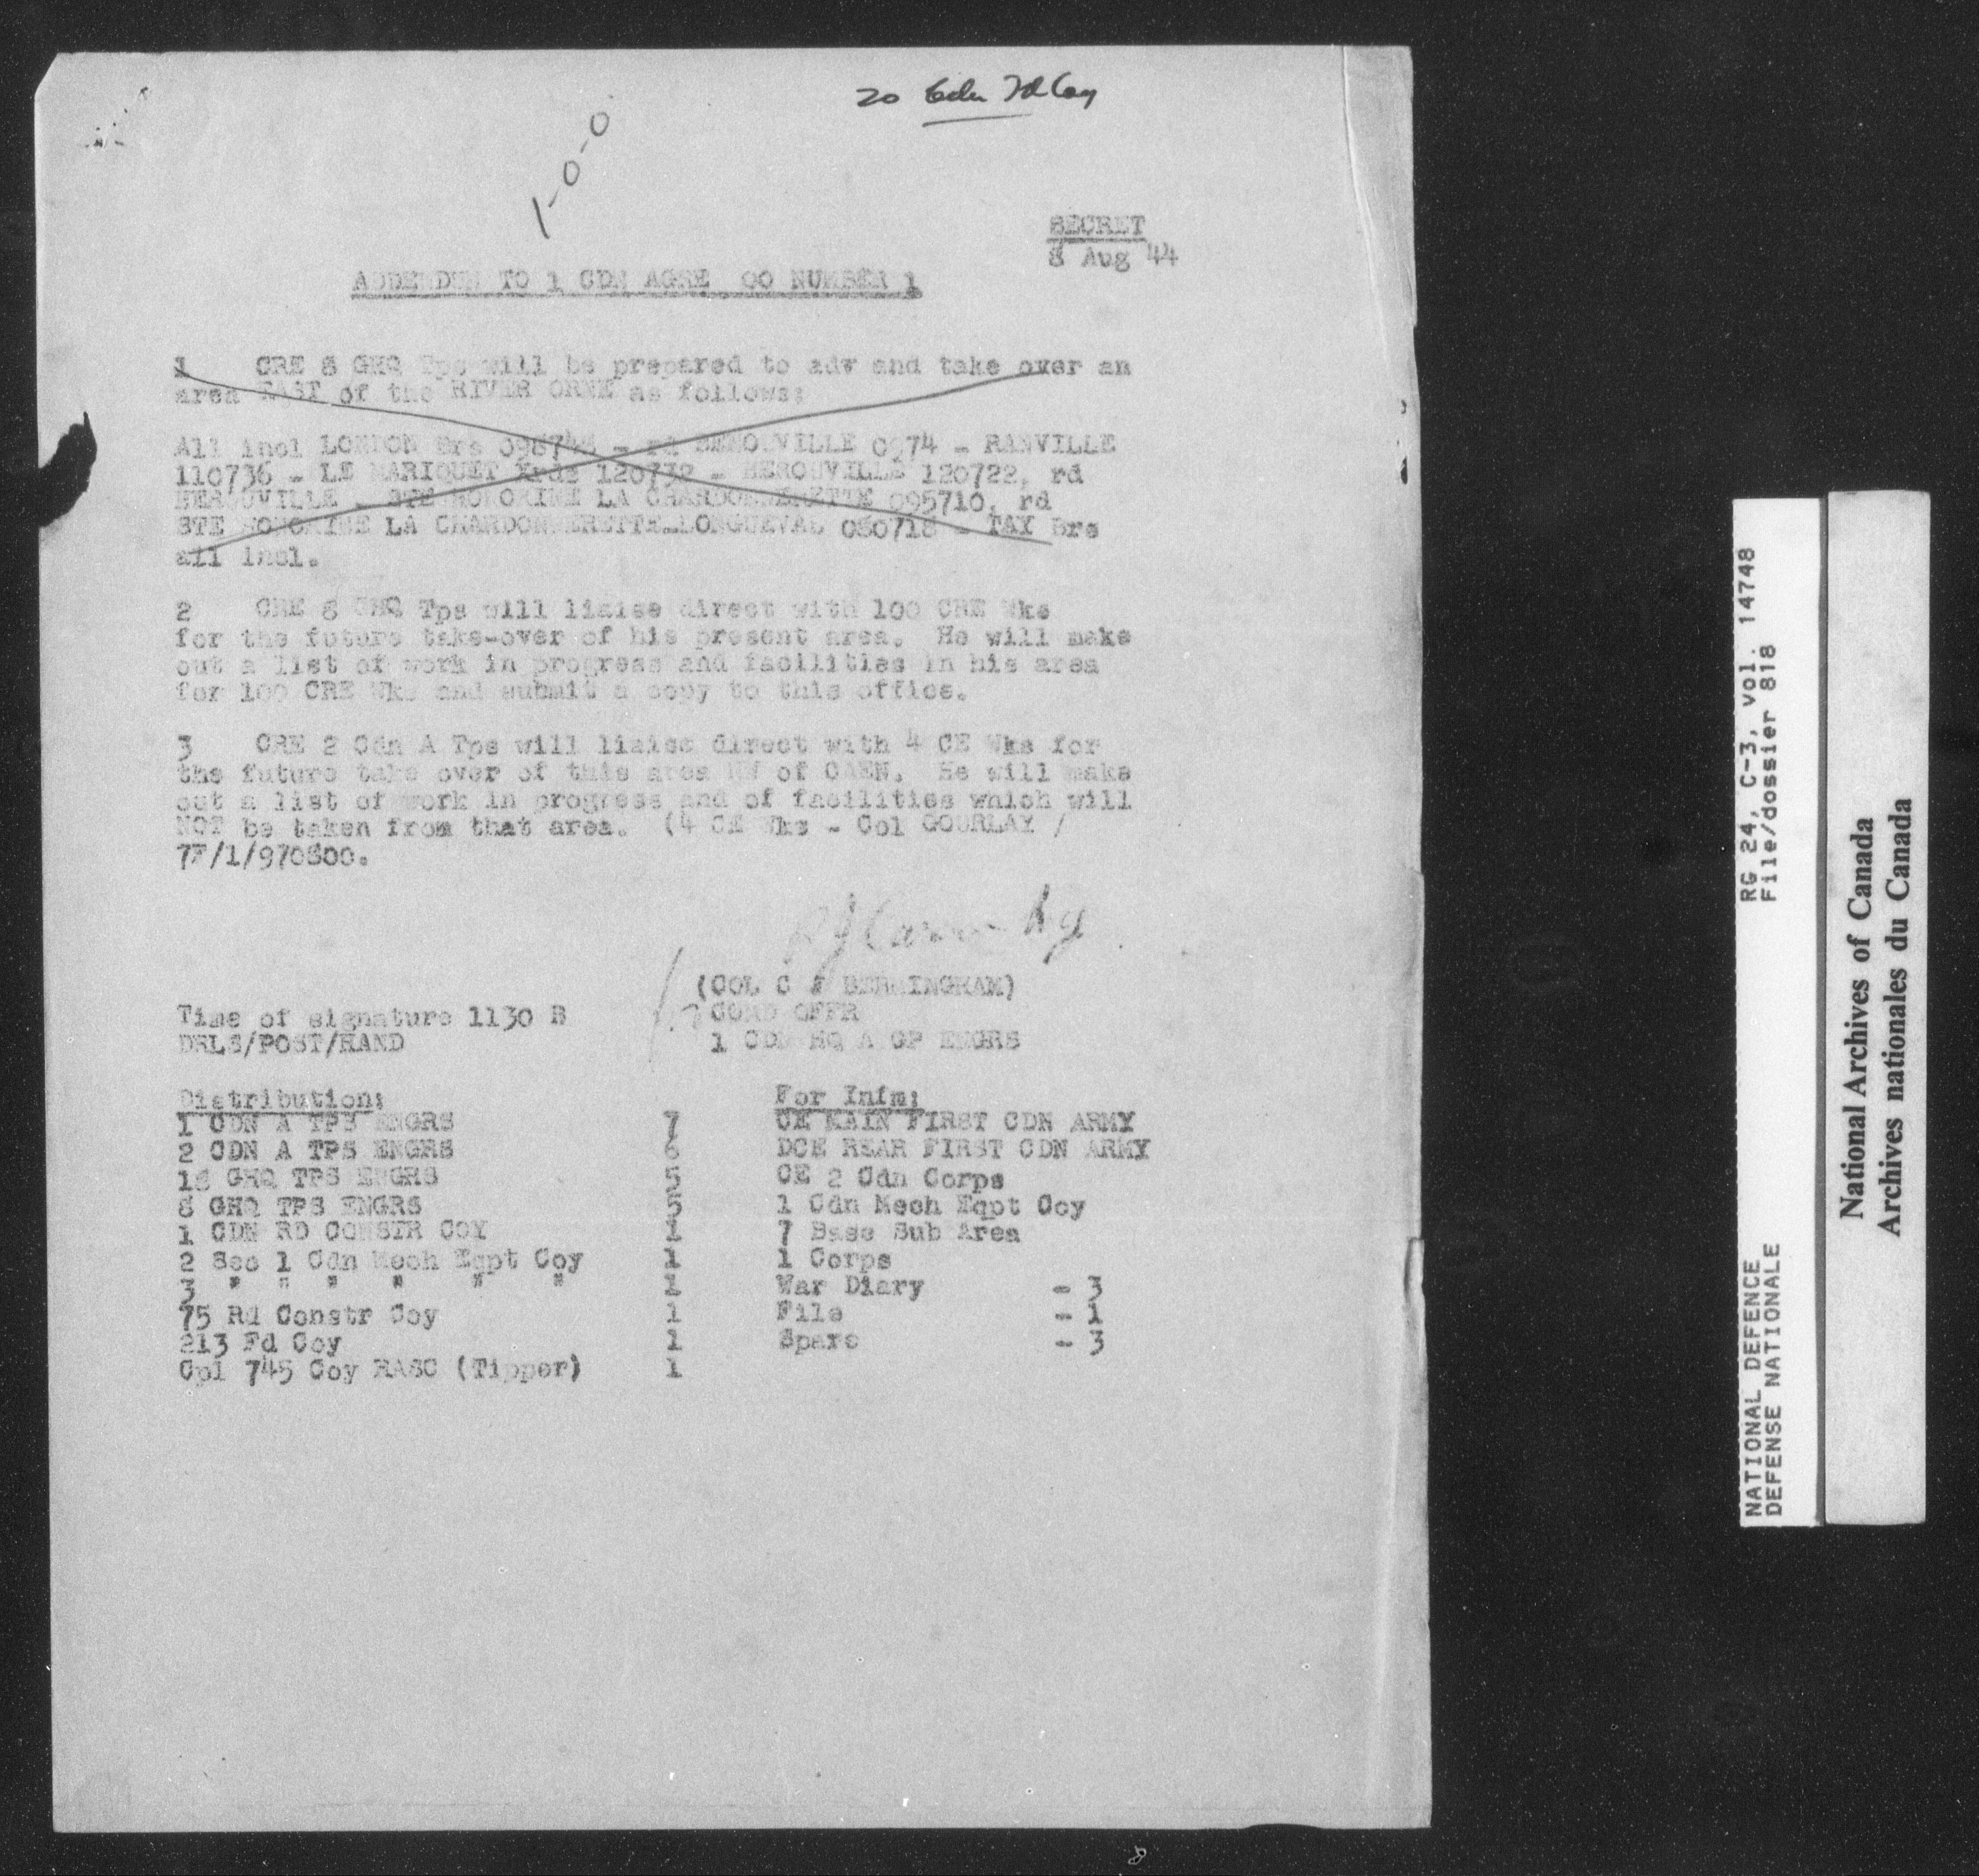 20 Cdn Fd Coy
1-0-0
SECRET
8 Aug 44
ADDENDUM TO 1 CDN AGRE OO NUMBER 1
1 CRE 8 GHQ Tps will be prepared to adv and take over an
area EAST of the RIVER ORNE as follows:
All incl LONDON Brs - rd BENOUVILLE 0974 - RANVILLE
110736 - LE MARIQUET Xrds 120732 - HEROUVILLE 120722, rd
HEROUVILLE - STE HONORINE LA CHARDONNERETTE 095710, rd
STE HONORINE LA CHARDONNERETTE-LONGUEVAL 080718 - TAY Brs
all incl.
2 CRE 8 GHQ Tps will liaise direct with 100 CRE Wks
for the future take-over of his present area. He will make
out a list of work in progress and facilities in his area
for 100 CRE Wks and submit a copy to this office.
3 CRE 2 Cdn A Tps will liaise direct with 4 CE Wks for
the future take over of this area NW of CAEN. He will make
out a list of work in progress and of facilities which will
NOT be taken from that area. (4 CE Wks - Col GOURLAY /
7F/1/970800.
(COL C J BERMINGHAM)
Time of signature 1130 B
COMD OFFR
DRLS/POST/HAND
1 CDN HQ A GP ENGRS
Distribution: For Infm:
1 CDN A TPS ENGRS 7 CE MAIN FIRST CDN ARMY
2 CDN A TPS ENGRS 6 DCE REAR FIRST CDN ARMY
18 GHQ TPS ENGRS 5 CE 2 Cdn Corps
8 GHQ TPS ENGRS 5 1 Cdn Mech Eqpt Coy
1 CDN RD CONSTR COY 1 7 Base Sub Area
2 Sec 1 Cdn Mech Eqpt Coy 1 1 Corps
3 " " " " " " 1 War Diary - 3
75 Rd Constr Coy 1 File - 1
213 Fd Coy 1 Spare - 3
Cpl 745 Coy RASC (Tipper) 1
RG 24, C-3, vol. 14748
File/dossier 818
NATIONAL DEFENCE
DEFENSE NATIONALE
National Archives of Canada
Archives nationales du Canada
8